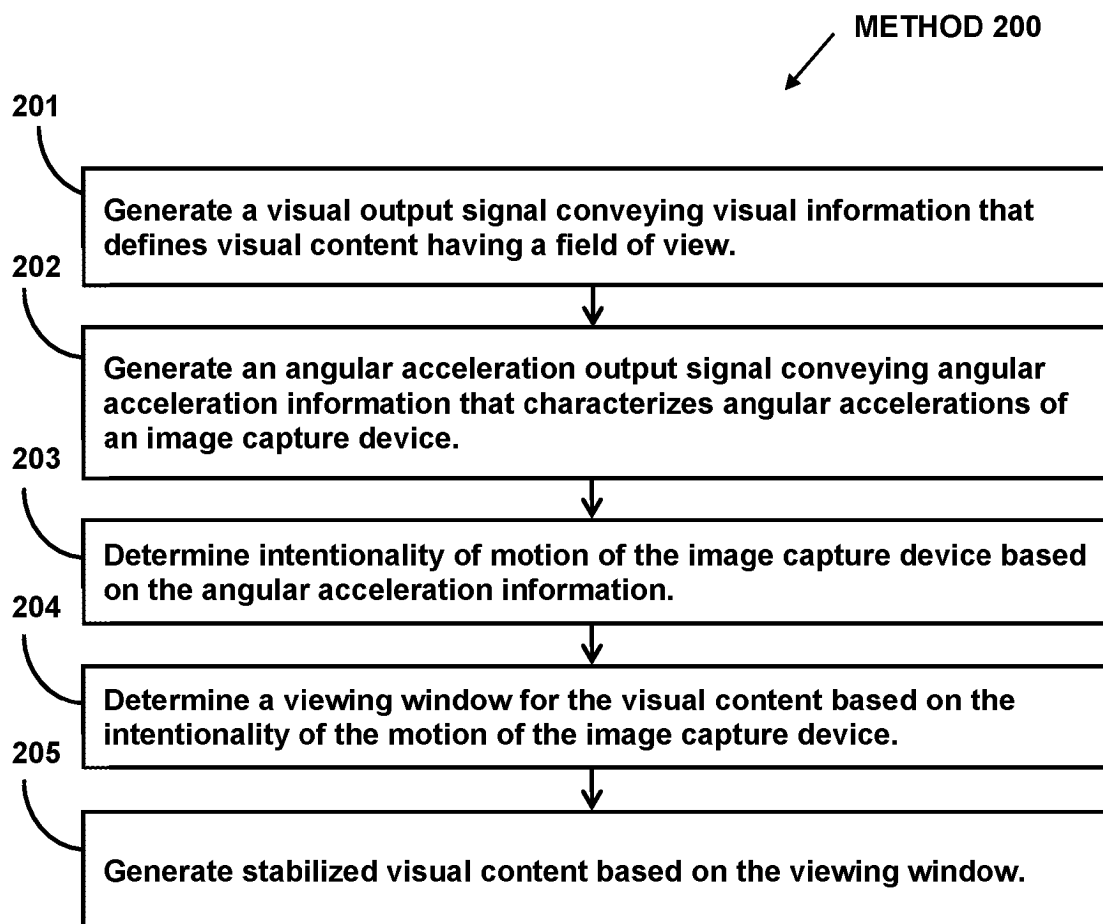 METHOD 200
201
Generate a visual output signal conveying visual information that
defines visual content having a field of view.
202
Generate an angular acceleration output signal conveying angular
acceleration information that characterizes angular accelerations of
an image capture device.
203
Determine intentionality of motion of the image capture device based
on the angular acceleration information.
204
Determine a viewing window for the visual content based on the
intentionality of the motion of the image capture device.
205
Generate stabilized visual content based on the viewing window.